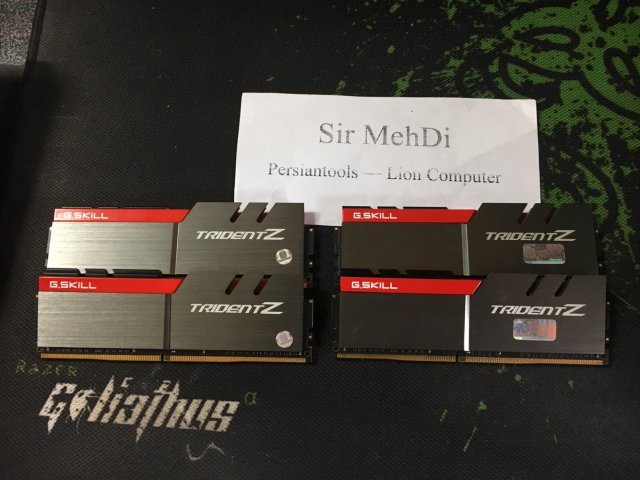 Sir MehDi
Persiantools — Lion Computer
G.SKILL
TRIDENTZ
G.SKILL
TRIDENTZ
G.SKILL
TRIDENTZ
G.SKILL
TRIDENTZ
RAZER
Goliathus
α